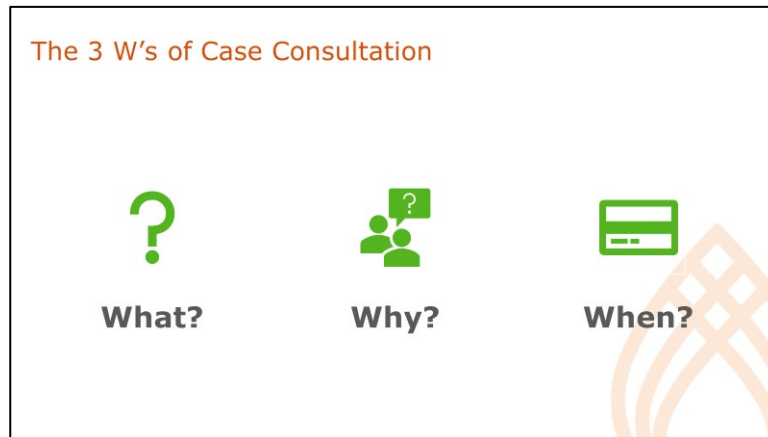 The 3 W’s of Case Consultation
?
What?
Why?
When?